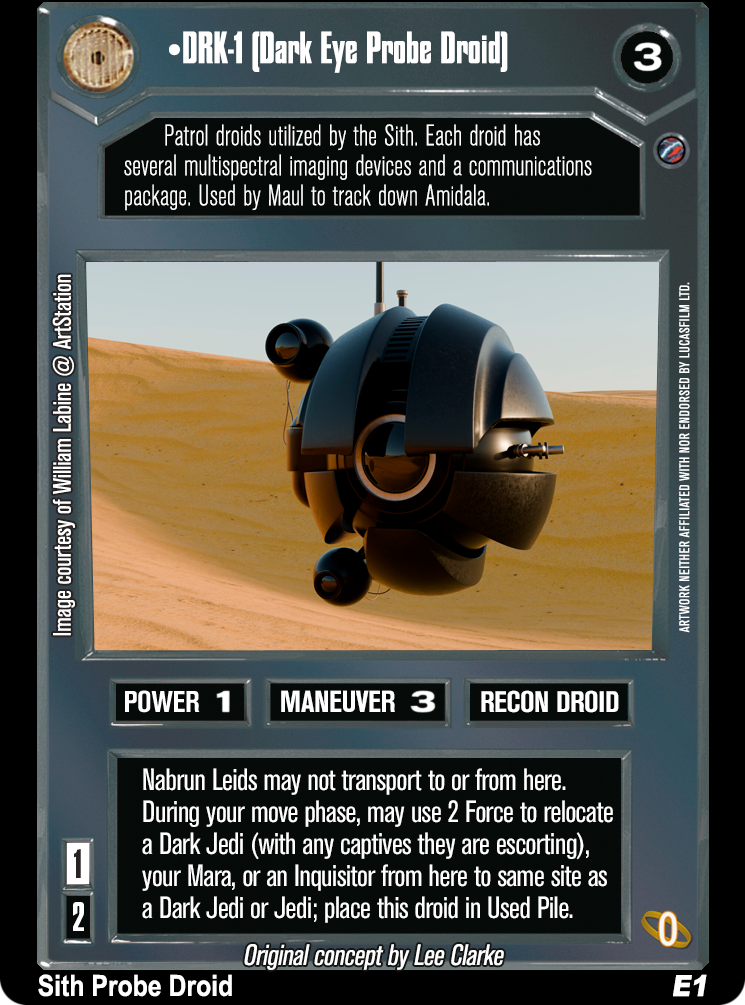 •DRK-1 (Dark Eye Probe Droid)
3
Patrol droids utilized by the Sith. Each droid has
several multispectral imaging devices and a communications
package. Used by Maul to track down Amidala.
Image courtesy of William Labine @ ArtStation
ARTWORK NEITHER AFFILIATED WITH NOR ENDORSED BY LUCASFILM LTD.
POWER 1
MANEUVER 3
RECON DROID
Nabrun Leids may not transport to or from here.
During your move phase, may use 2 Force to relocate
a Dark Jedi (with any captives they are escorting),
your Mara, or an Inquisitor from here to same site as
a Dark Jedi or Jedi; place this droid in Used Pile.
1
2
0
Original concept by Lee Clarke
Sith Probe Droid
E1